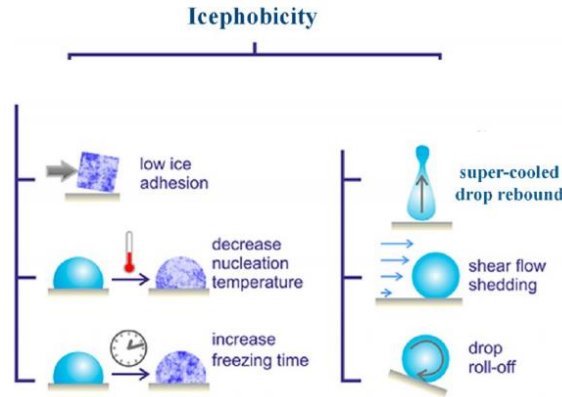 Icephobicity
low ice
adhesion
decrease
nucleation
temperature
increase
freezing time
super-cooled
drop rebound
shear flow
shedding
drop
roll-off